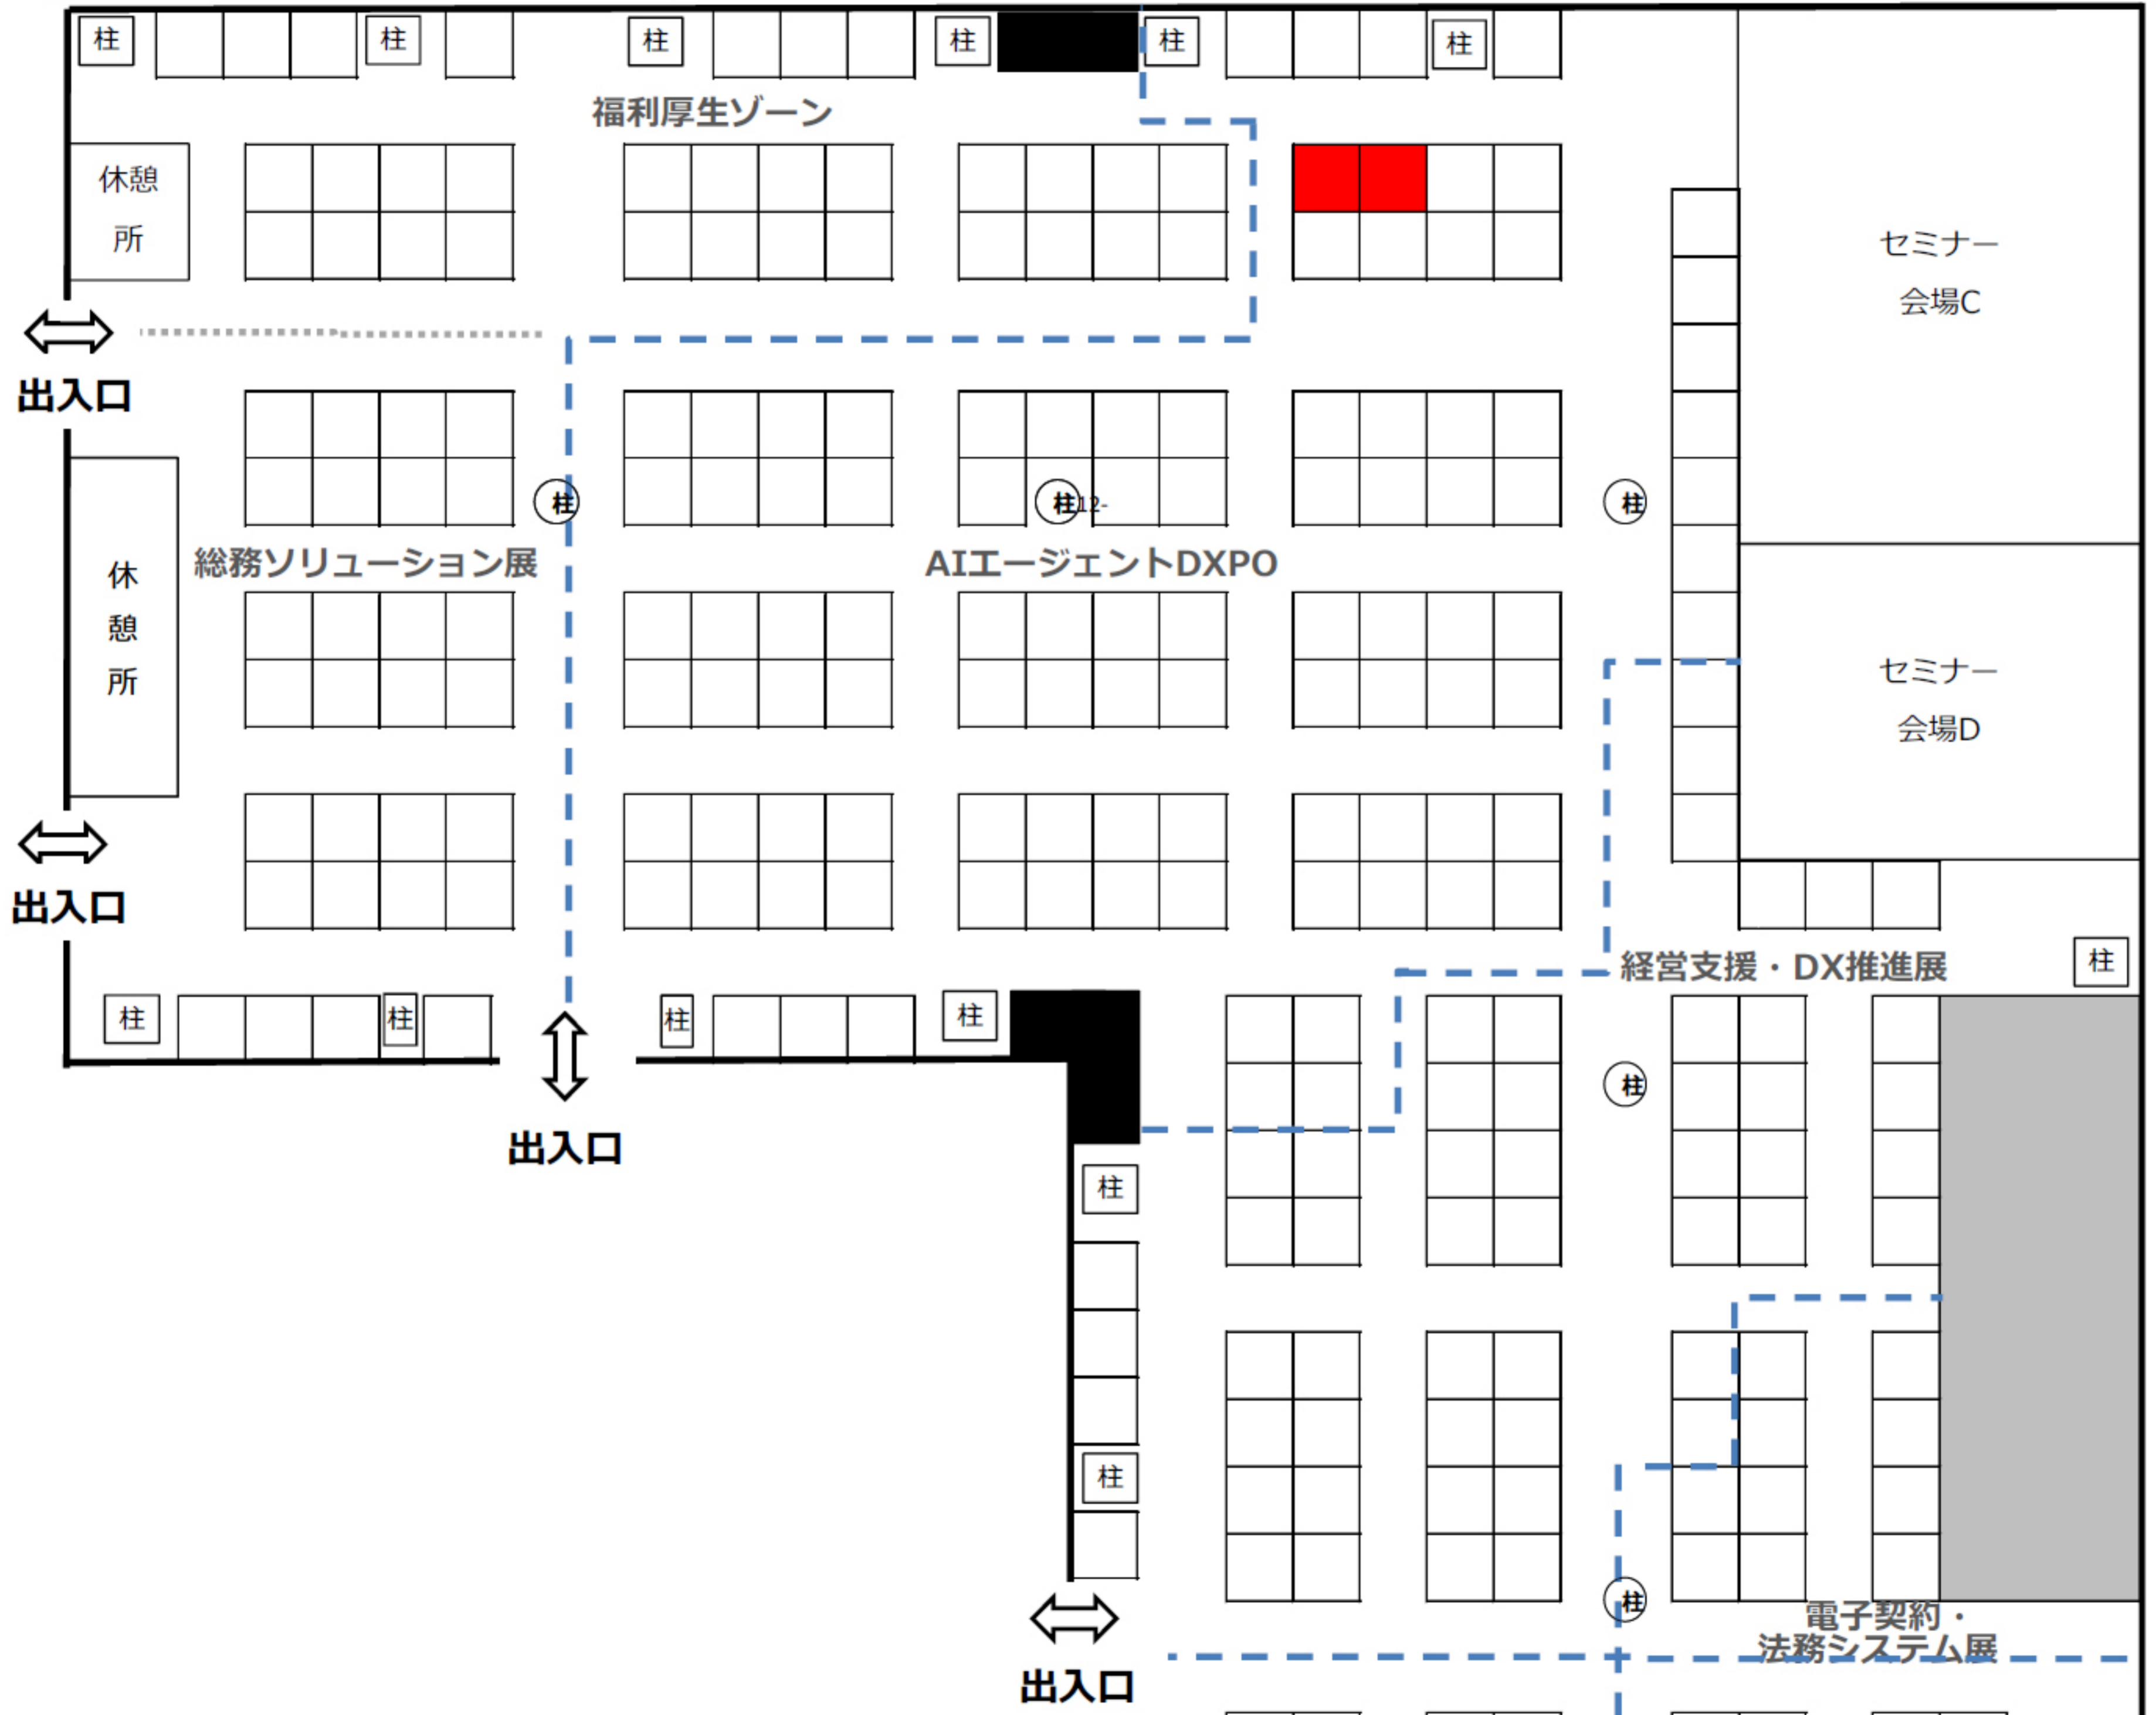 柱
柱
柱
柱
柱
柱
福利厚生ゾーン
休憩
所
セミナー
会場C
出入口
柱
柱12-
柱
総務ソリューション展
AIエージェントDXPO
休
憩
所
セミナー
会場D
出入口
経営支援・DX推進展
柱
柱
柱
柱
柱
柱
出入口
柱
柱
柱
電子契約・
法務システム展
出入口